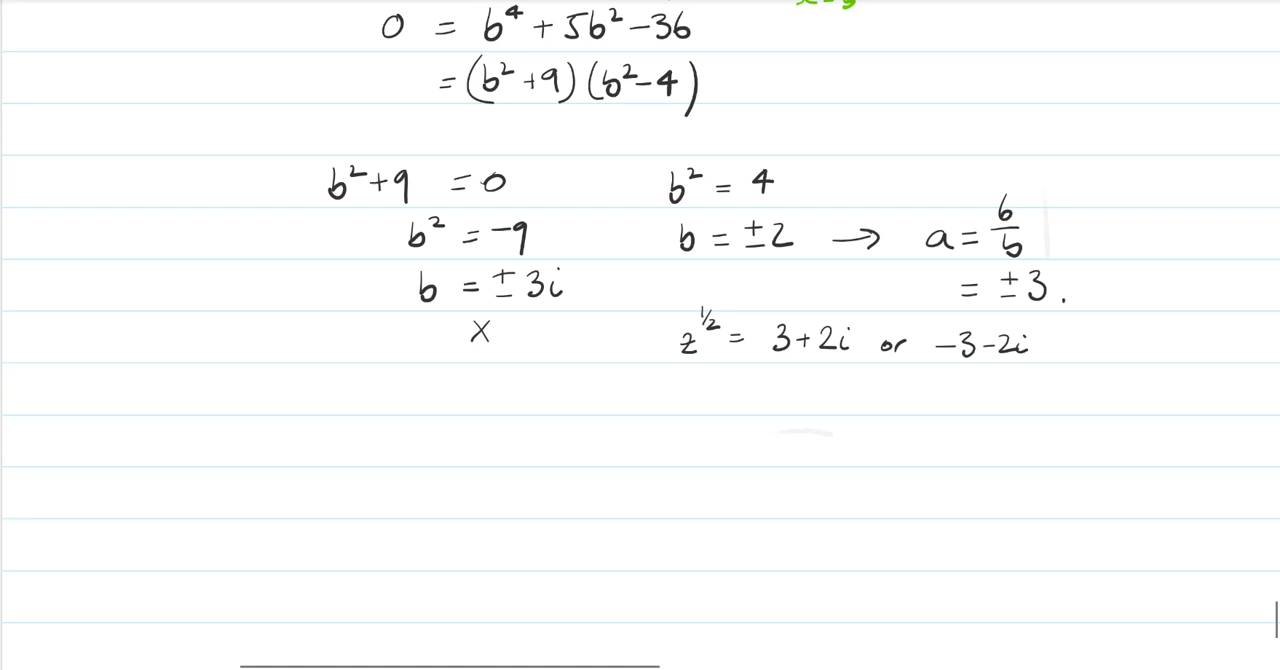 0 = b⁴ + 5b² - 36
= (b² + 9)(b² - 4)
b² + 9 = 0
b² = -9
b = ± 3i
X
b² = 4
b = ± 2 → a = 6/b
= ± 3.
z^½ = 3 + 2i or -3 - 2i